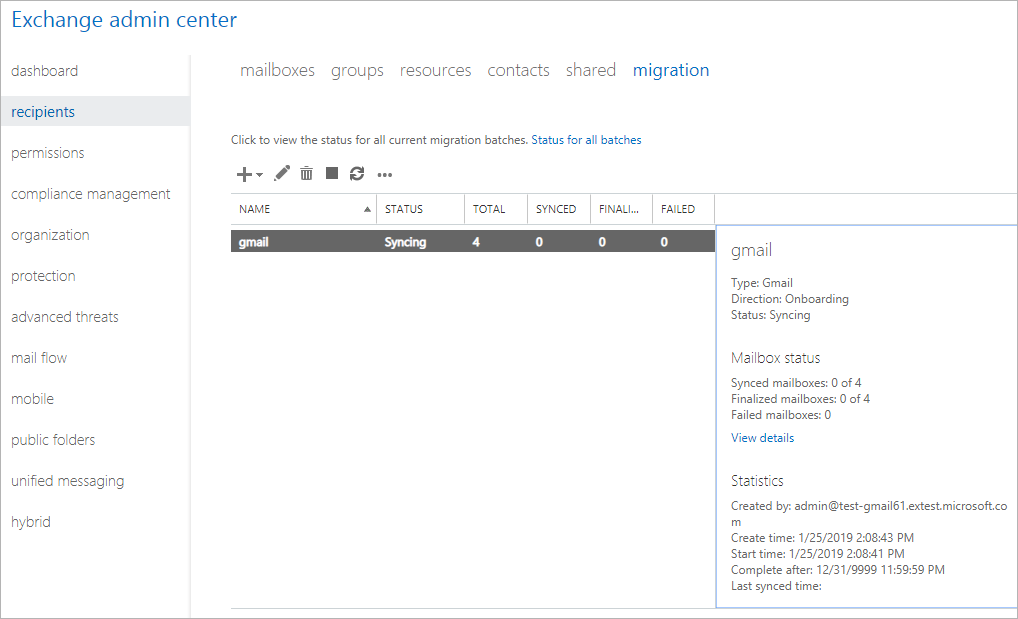 Exchange admin center
dashboard
recipients
permissions
compliance management
organization
protection
advanced threats
mail flow
mobile
public folders
unified messaging
hybrid
mailboxes groups resources contacts shared migration
Click to view the status for all current migration batches. Status for all batches
NAME STATUS TOTAL SYNCED FINALI... FAILED
gmail Syncing 4 0 0 0
gmail
Type: Gmail
Direction: Onboarding
Status: Syncing
Mailbox status
Synced mailboxes: 0 of 4
Finalized mailboxes: 0 of 4
Failed mailboxes: 0
View details
Statistics
Created by: admin@test-gmail61.extest.microsoft.co
m
Create time: 1/25/2019 2:08:43 PM
Start time: 1/25/2019 2:08:41 PM
Complete after: 12/31/9999 11:59:59 PM
Last synced time: